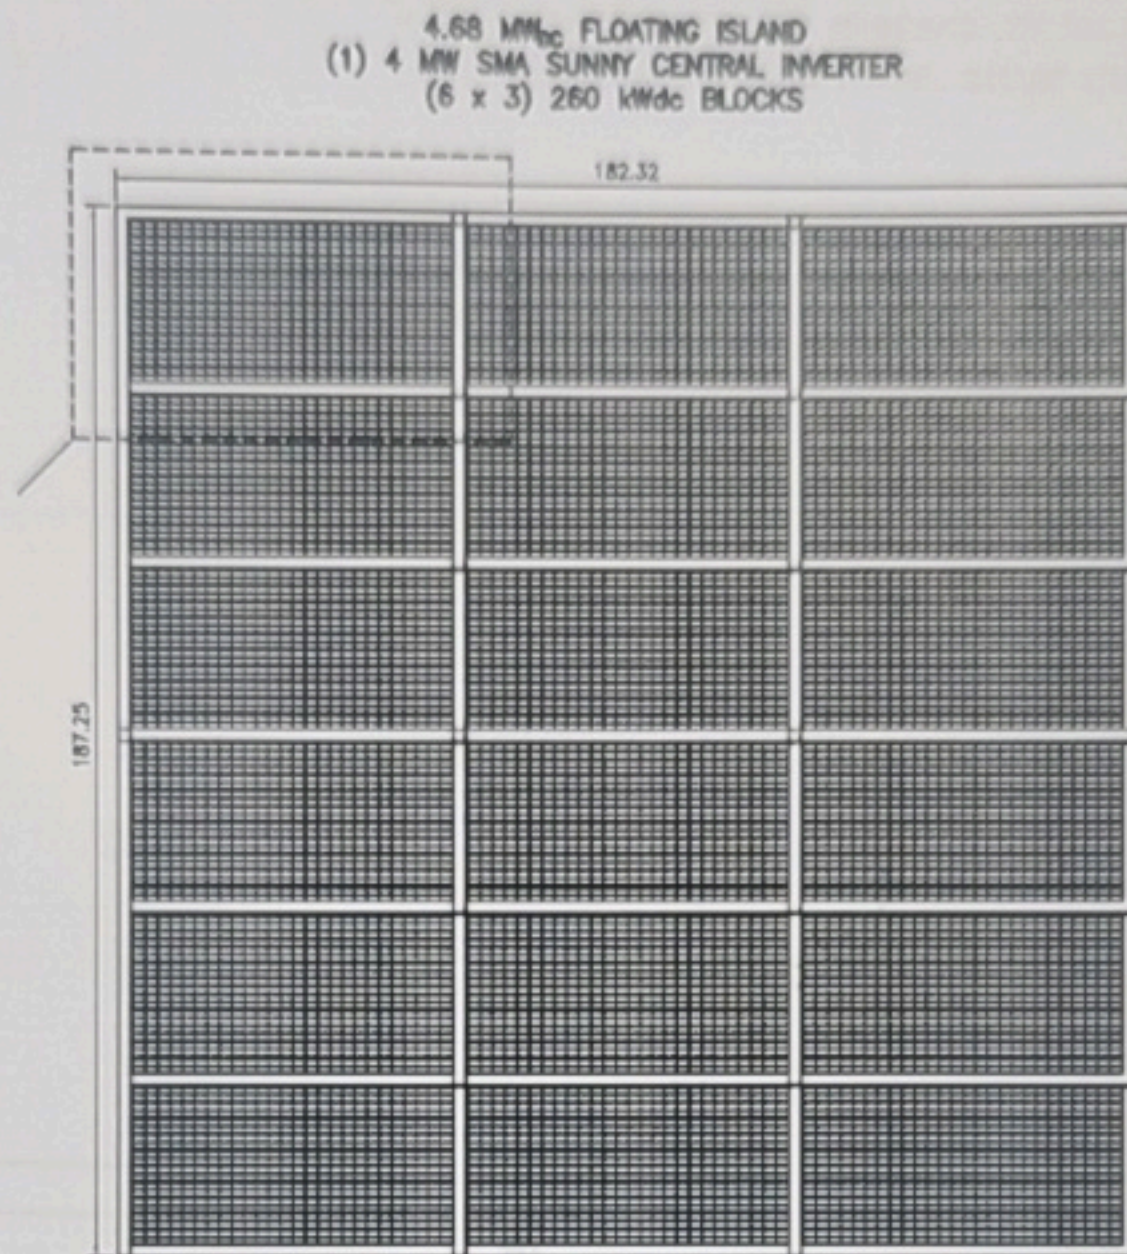 4.68 MWDC FLOATING ISLAND
(1) 4 MW SMA SUNNY CENTRAL INVERTER
(6 x 3) 260 kWdc BLOCKS
182.32
187.25